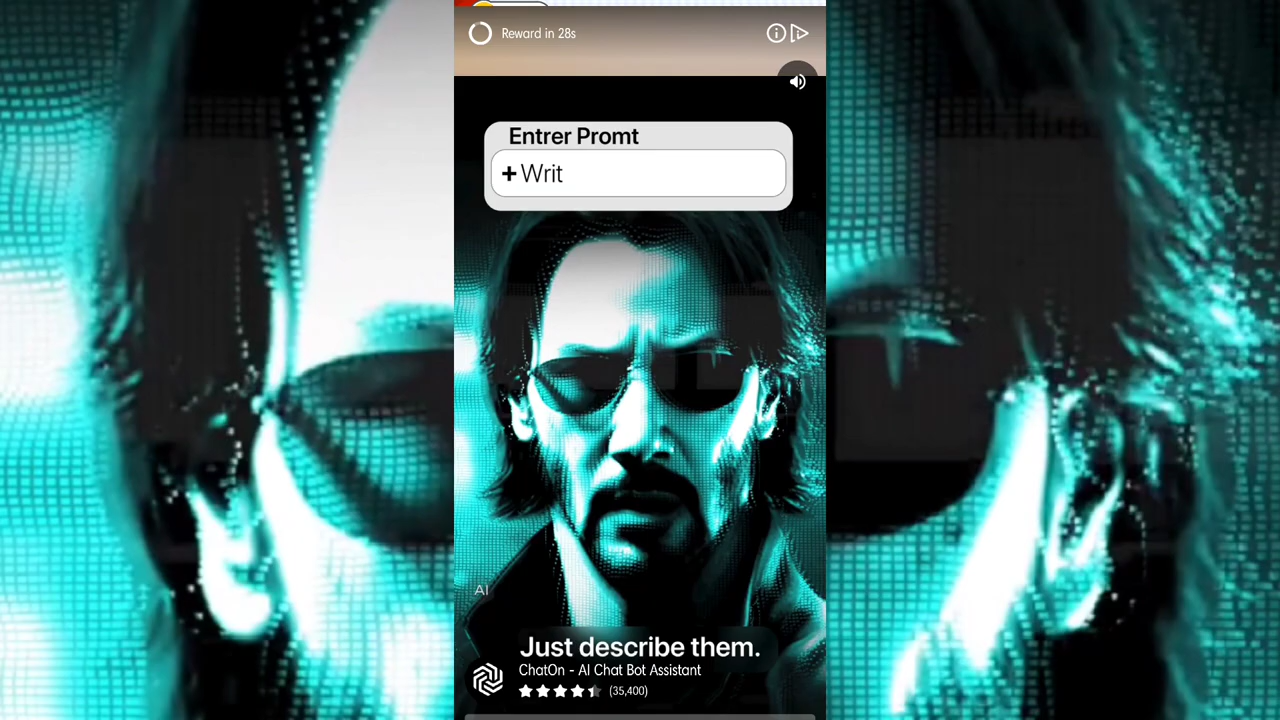 Reward in 28s
Entrer Promt
+ Writ
AI
Just describe them.
ChatOn - AI Chat Bot Assistant
(35,400)